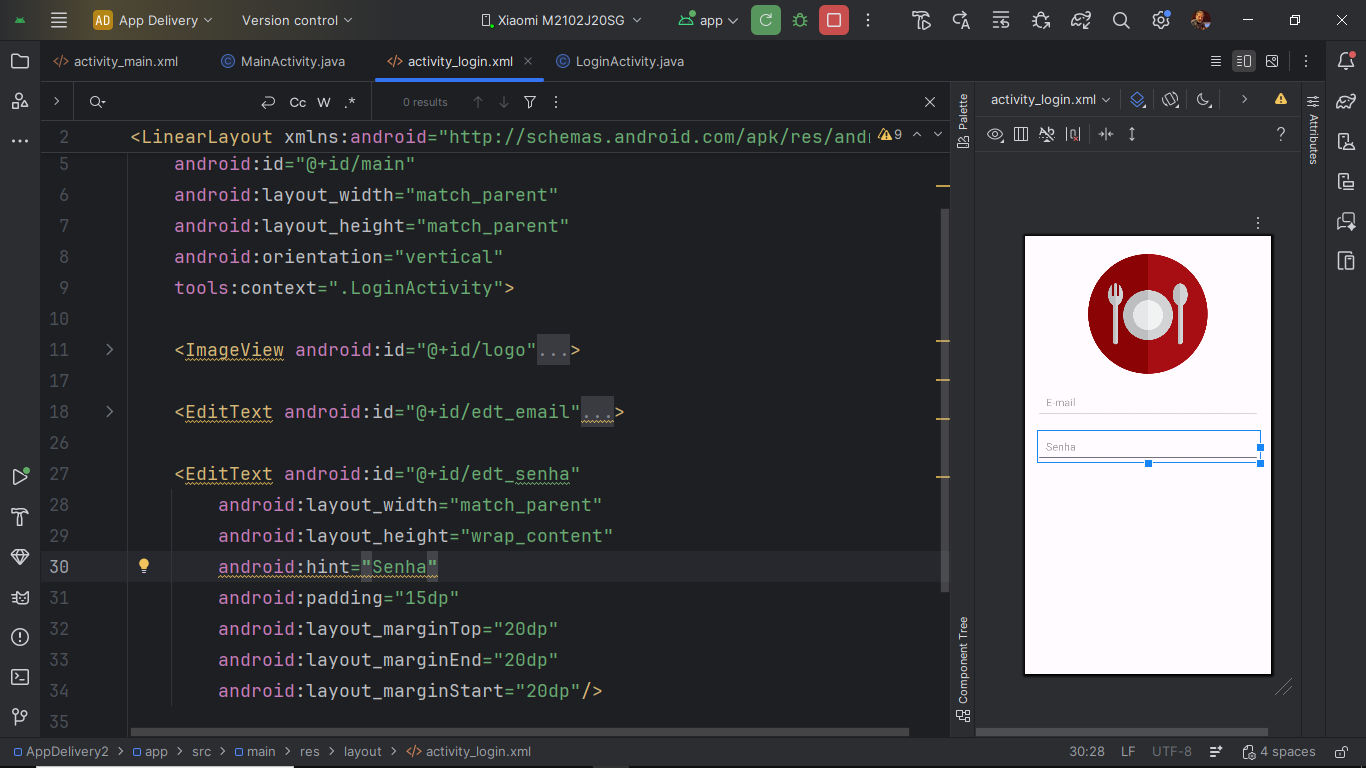 AD App Delivery Version control Xiaomi M2102J20SG app
activity_main.xml MainActivity.java activity_login.xml LoginActivity.java
Cc W .* 0 results
2 <LinearLayout xmlns:android="http://schemas.android.com/apk/res/and 9
5 android:id="@+id/main"
6 android:layout_width="match_parent"
7 android:layout_height="match_parent"
8 android:orientation="vertical"
9 tools:context=".LoginActivity">
10
11 <ImageView android:id="@+id/logo"...>
17
18 <EditText android:id="@+id/edt_email"...>
26
27 <EditText android:id="@+id/edt_senha"
28 android:layout_width="match_parent"
29 android:layout_height="wrap_content"
30 android:hint="Senha"
31 android:padding="15dp"
32 android:layout_marginTop="20dp"
33 android:layout_marginEnd="20dp"
34 android:layout_marginStart="20dp"/>
35
Palette
Component Tree
activity_login.xml
?
Attributes
E-mail
Senha
AppDelivery2 > app > src > main > res > layout > activity_login.xml 30:28 LF UTF-8 4 spaces